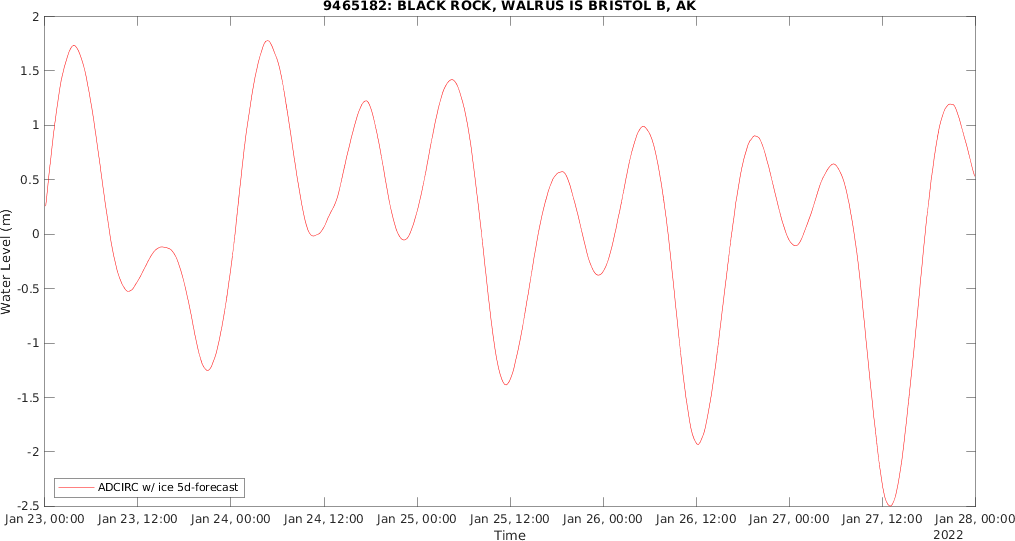 9465182: BLACK ROCK, WALRUS IS BRISTOL B, AK
2
1.5
1
0.5
0
-0.5
-1
-1.5
-2
-2.5
Water Level (m)
ADCIRC w/ ice 5d-forecast
Jan 23, 00:00 Jan 23, 12:00 Jan 24, 00:00 Jan 24, 12:00 Jan 25, 00:00 Jan 25, 12:00 Jan 26, 00:00 Jan 26, 12:00 Jan 27, 00:00 Jan 27, 12:00 Jan 28, 00:00
Time
2022